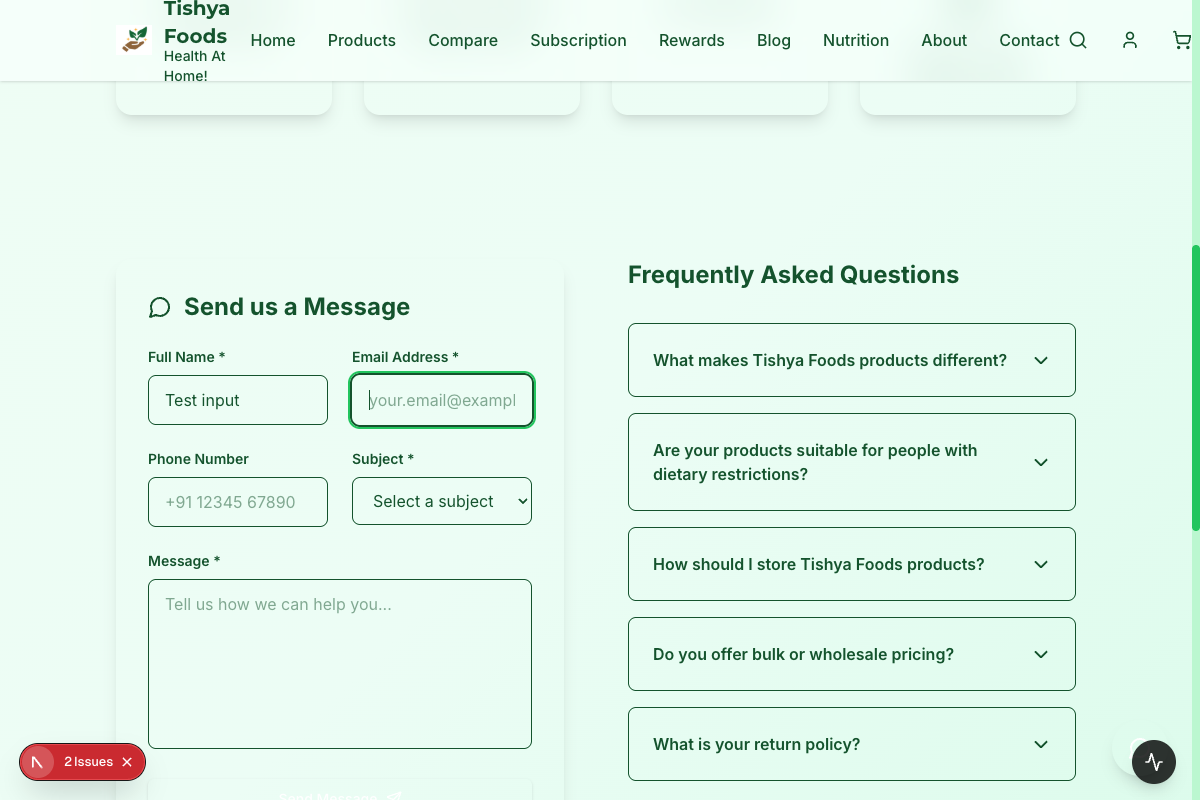 Tishya
Foods
Health At
Home!
Home
Products
Compare
Subscription
Rewards
Blog
Nutrition
About
Contact
Send us a Message
Full Name *
Email Address *
Test input
your.email@exampl
Phone Number
Subject *
+91 12345 67890
Select a subject
Message *
Tell us how we can help you...
Send Message
2 Issues
Frequently Asked Questions
What makes Tishya Foods products different?
Are your products suitable for people with
dietary restrictions?
How should I store Tishya Foods products?
Do you offer bulk or wholesale pricing?
What is your return policy?